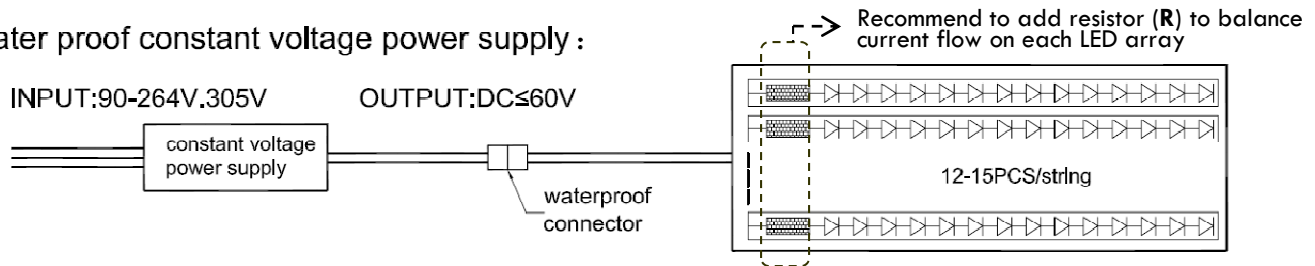 Recommend to add resistor (R) to balance
current flow on each LED array
ater proof constant voltage power supply：
INPUT:90-264V.305V
OUTPUT:DC≤60V
constant voltage
power supply
waterproof
connector
12-15PCS/string